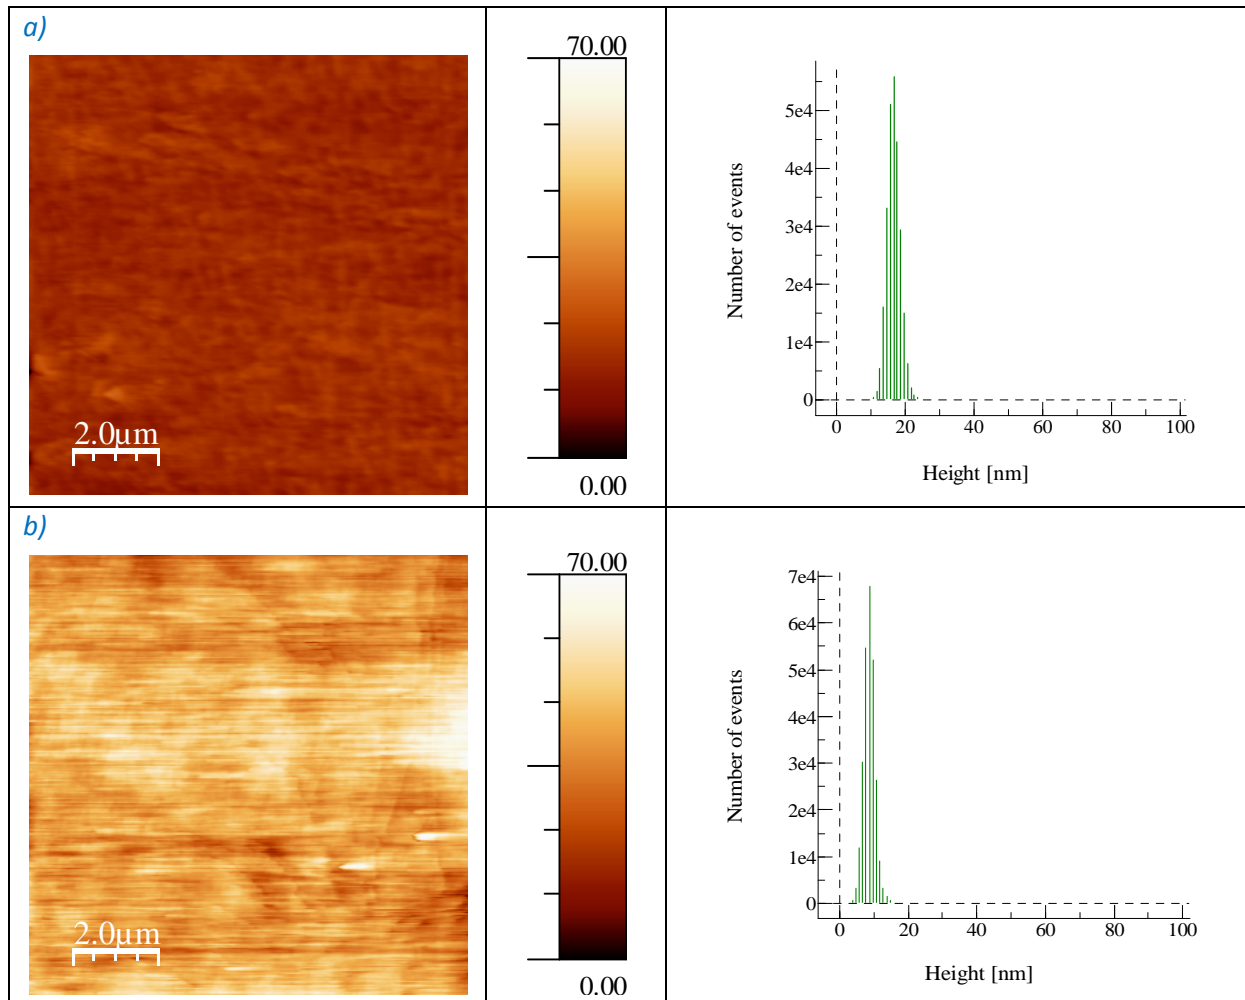 a)
70.00
0.00
2.0µm
Number of events
5e4
4e4
3e4
2e4
1e4
0
0 20 40 60 80 100
Height [nm]
b)
70.00
0.00
2.0µm
Number of events
7e4
6e4
5e4
4e4
3e4
2e4
1e4
0
0 20 40 60 80 100
Height [nm]